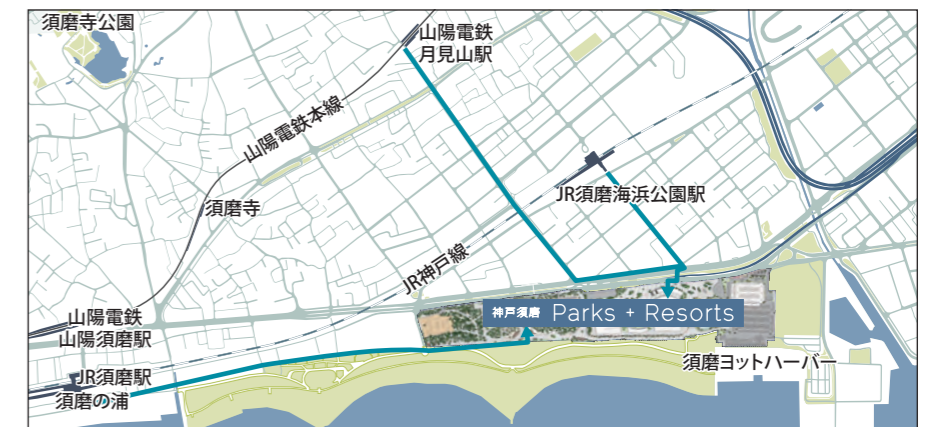 須磨寺公園
山陽電鉄
月見山駅
山陽電鉄本線
JR須磨海浜公園駅
須磨寺
JR神戸線
神戸須磨 Parks + Resorts
山陽電鉄
山陽須磨駅
須磨ヨットハーバー
JR須磨駅
須磨の浦